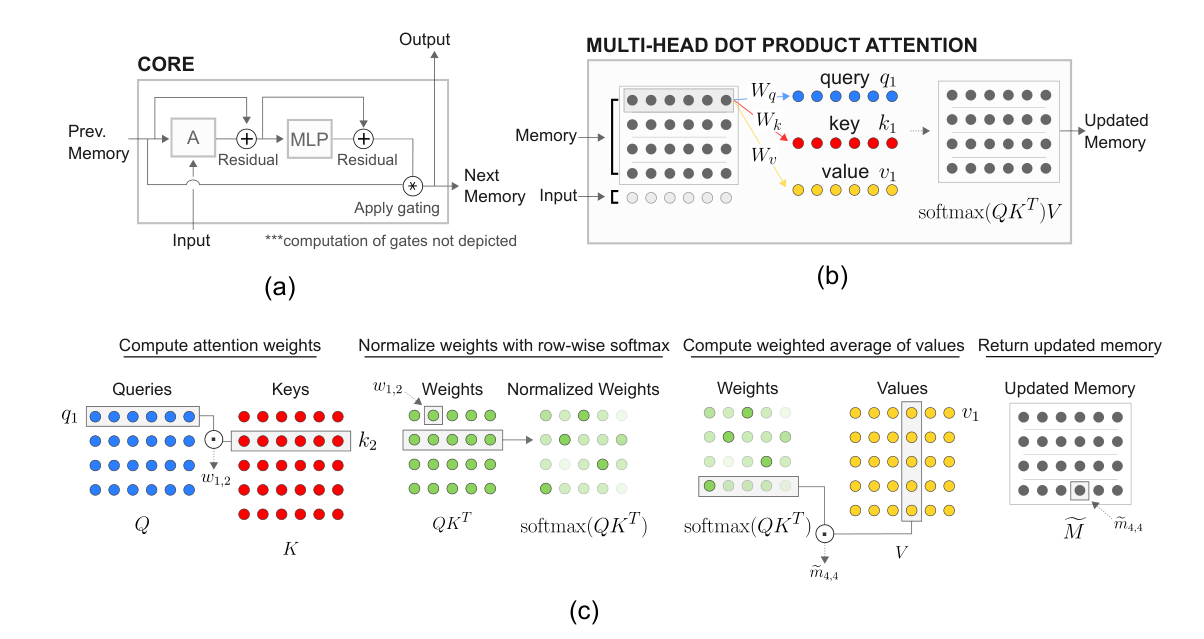 CORE
Output
Prev.
Memory
A
+
Residual
MLP
+
Residual
*
Apply gating
Next
Memory
Input
***computation of gates not depicted
(a)
MULTI-HEAD DOT PRODUCT ATTENTION
Memory
Input
W_q
W_k
W_v
query q_1
key k_1
value v_1
softmax(QK^T)V
Updated
Memory
(b)
Compute attention weights
Queries
Keys
q_1
k_2
w_{1,2}
Q
K
Normalize weights with row-wise softmax
w_{1,2}
Weights
Normalized Weights
QK^T
softmax(QK^T)
Compute weighted average of values
Weights
Values
v_1
softmax(QK^T)
V
\widetilde{m}_{4,4}
Return updated memory
Updated Memory
\widetilde{M}
\widetilde{m}_{4,4}
(c)